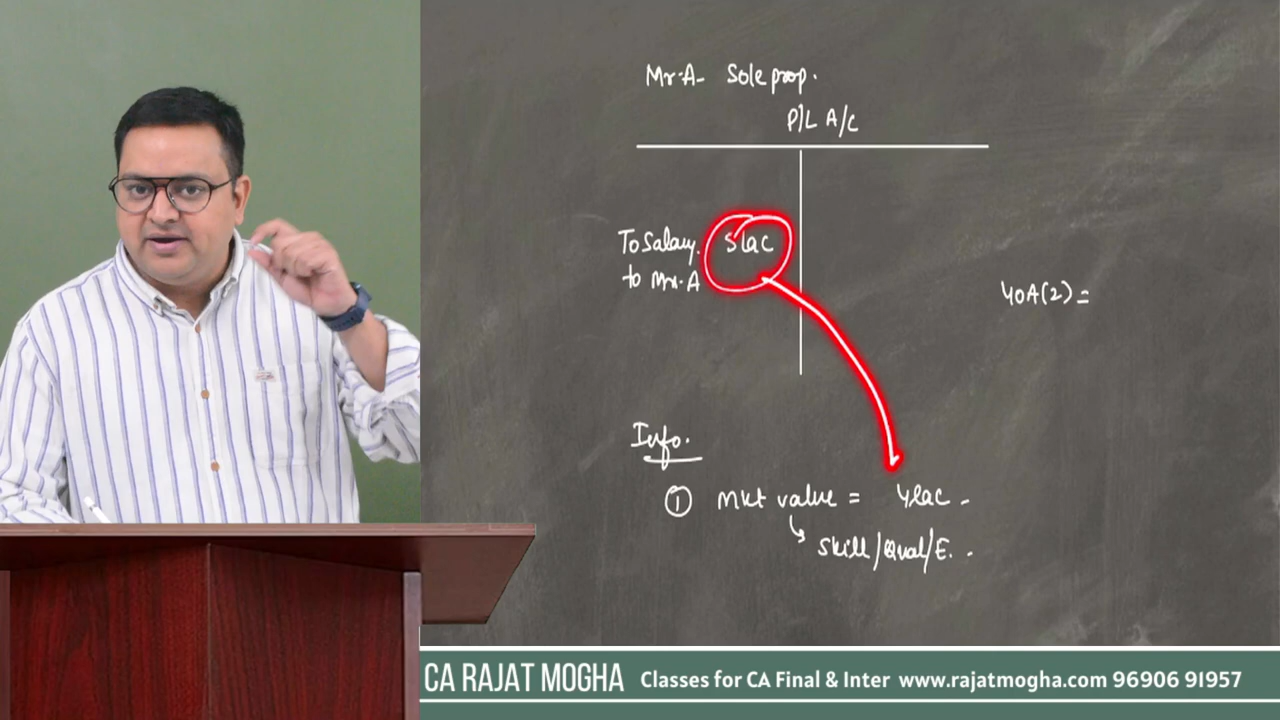 Mr.A- Sole prop.
P/L A/C
To Salary. 5lac
to Mr.A
40A(2)=
Info.
① Mkt value = 4lac -
↳ Skill/Qual/E. -
CA RAJAT MOGHA Classes for CA Final & Inter www.rajatmogha.com 96906 91957